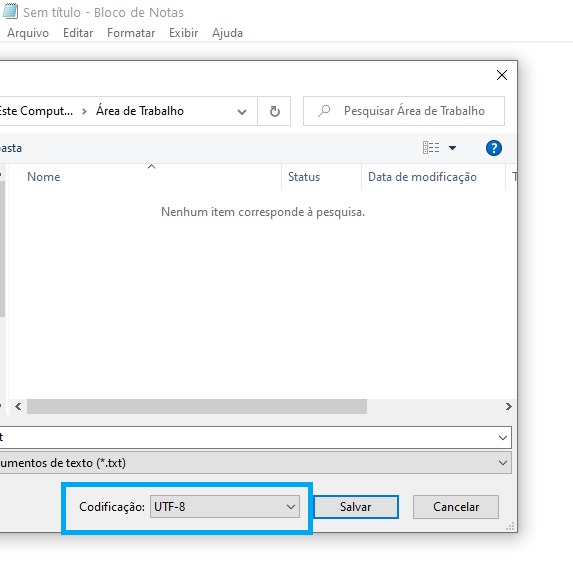 Sem título - Bloco de Notas
Arquivo Editar Formatar Exibir Ajuda
Este Comput... > Área de Trabalho
Pesquisar Área de Trabalho
pasta
?
Nome Status Data de modificação T
Nenhum item corresponde à pesquisa.
t
umentos de texto (*.txt)
Codificação: UTF-8 Salvar Cancelar